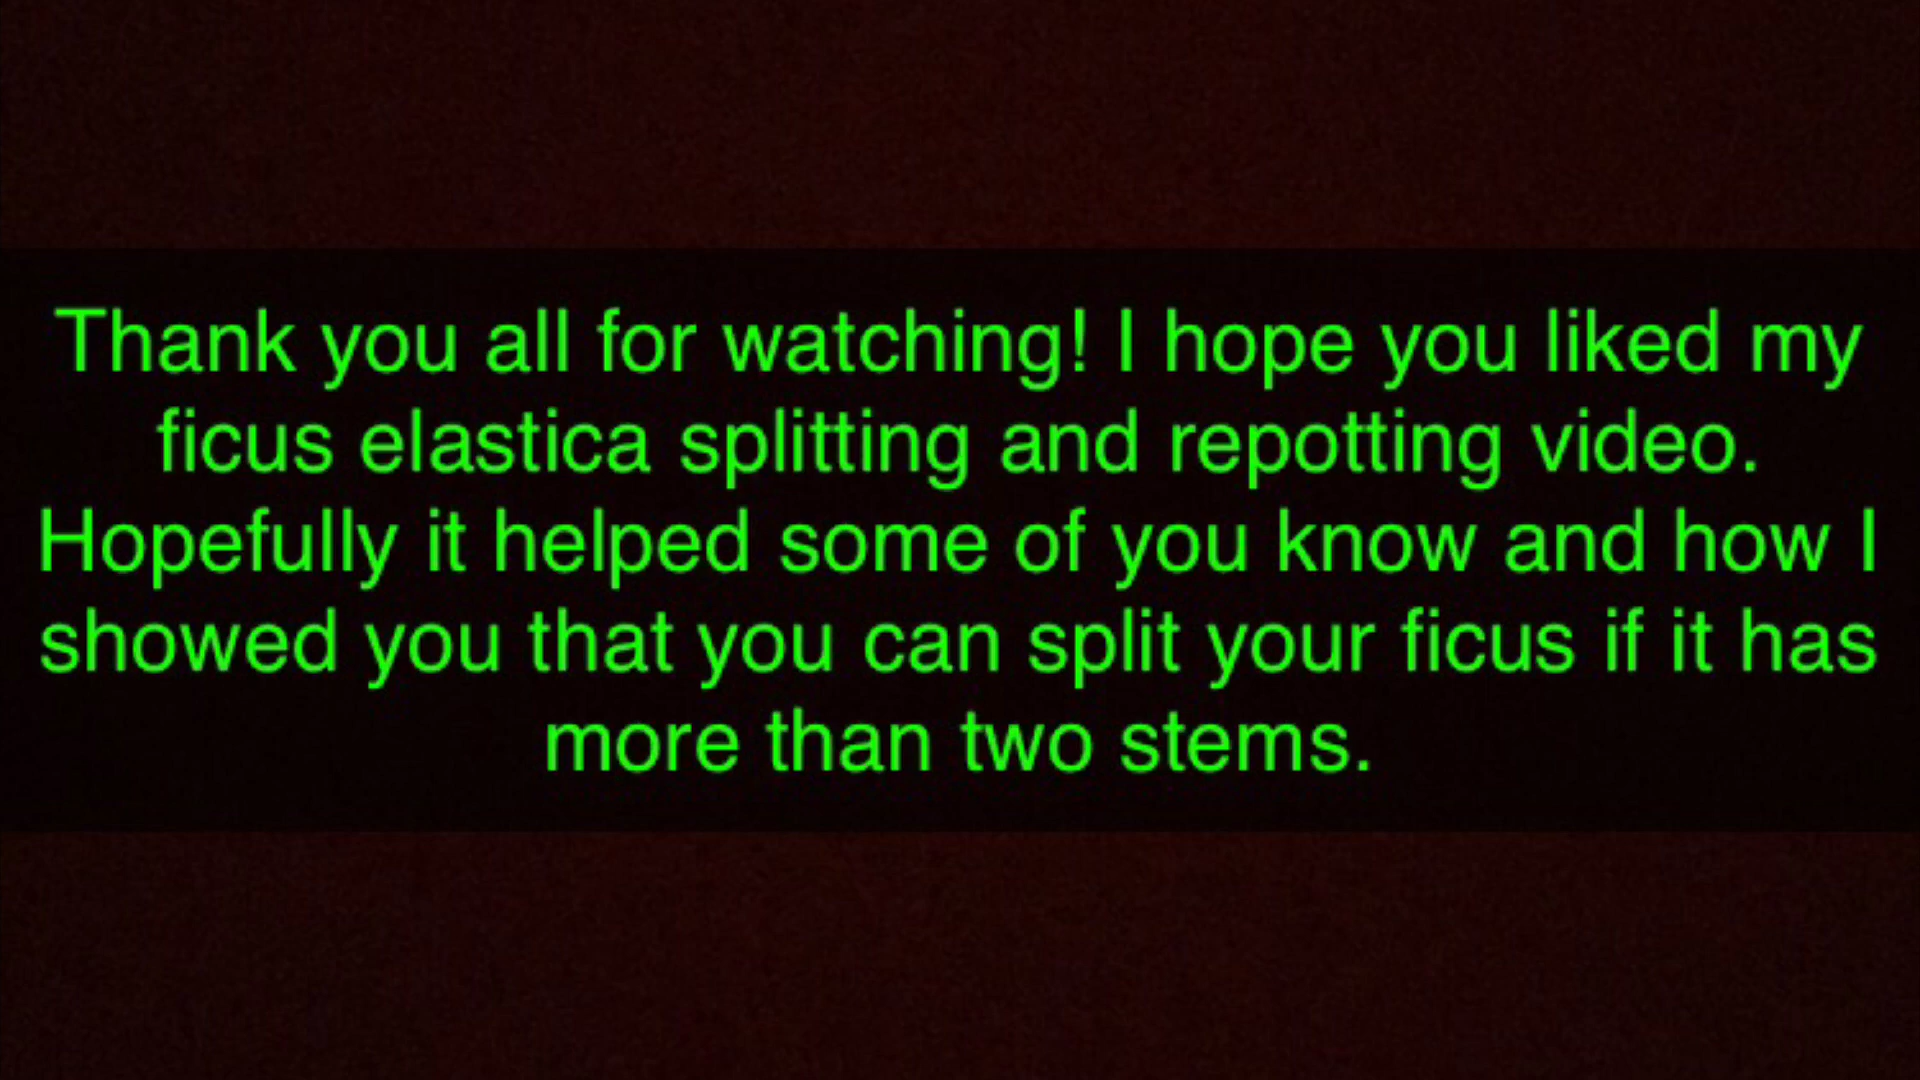 Thank you all for watching! I hope you liked my
ficus elastica splitting and repotting video.
Hopefully it helped some of you know and how I
showed you that you can split your ficus if it has
more than two stems.